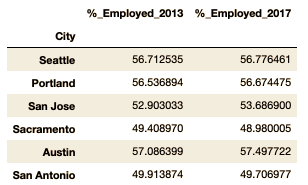 %_Employed_2013 %_Employed_2017
City
Seattle 56.712535 56.776461
Portland 56.536894 56.674475
San Jose 52.903033 53.686900
Sacramento 49.408970 48.980005
Austin 57.086399 57.497722
San Antonio 49.913874 49.706977